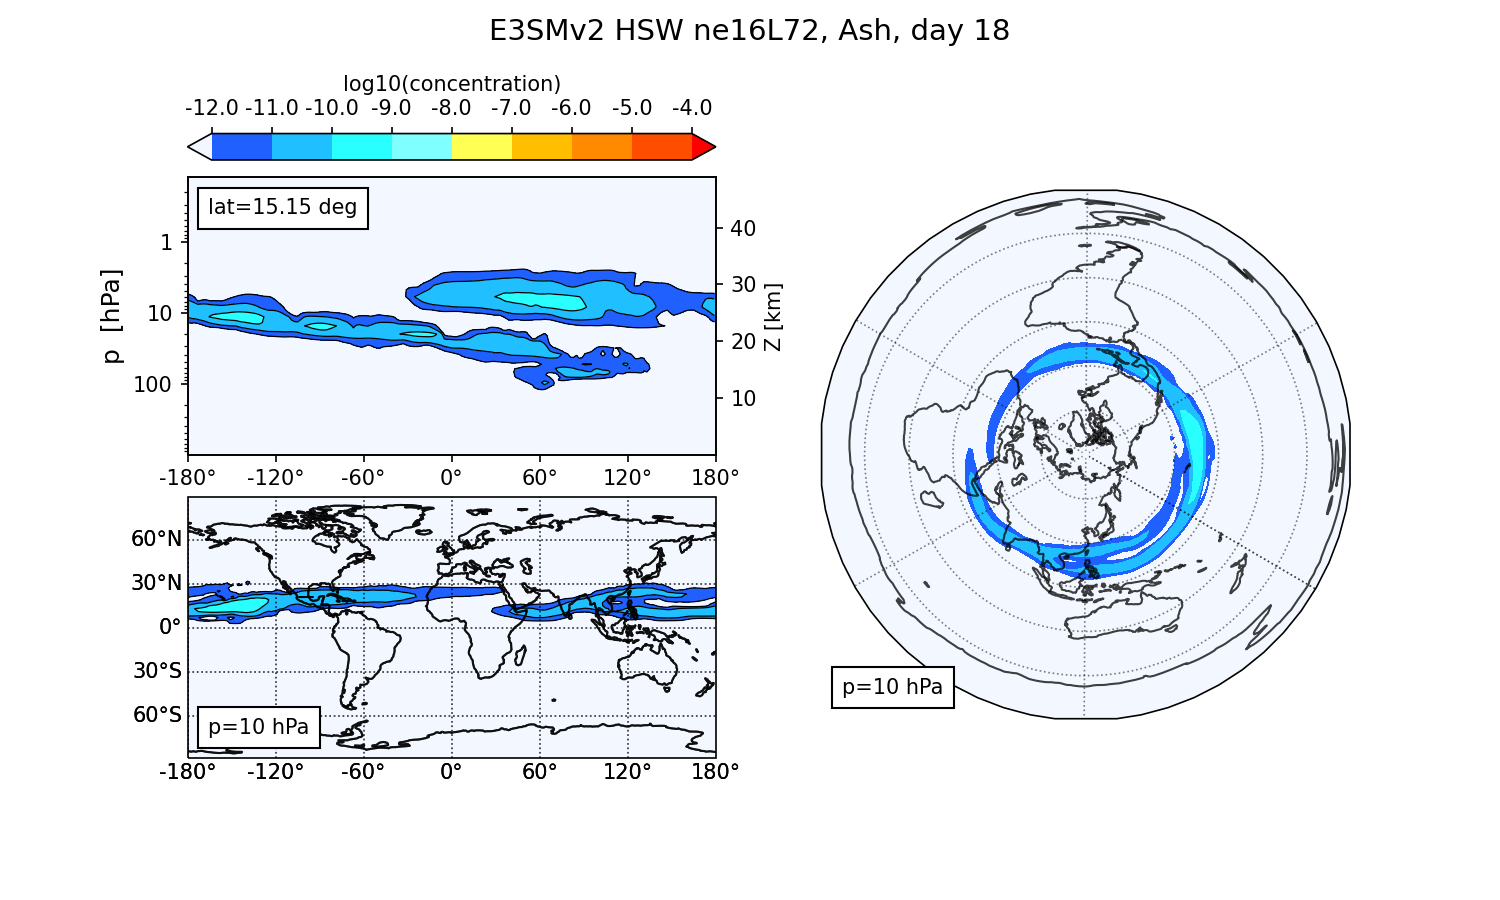 E3SMv2 HSW ne16L72, Ash, day 18
log10(concentration)
-12.0 -11.0 -10.0 -9.0 -8.0 -7.0 -6.0 -5.0 -4.0
lat=15.15 deg
p [hPa]
1
10
100
Z [km]
40
30
20
10
-180° -120° -60° 0° 60° 120° 180°
60°N
30°N
0°
30°S
60°S
p=10 hPa
-180° -120° -60° 0° 60° 120° 180°
p=10 hPa